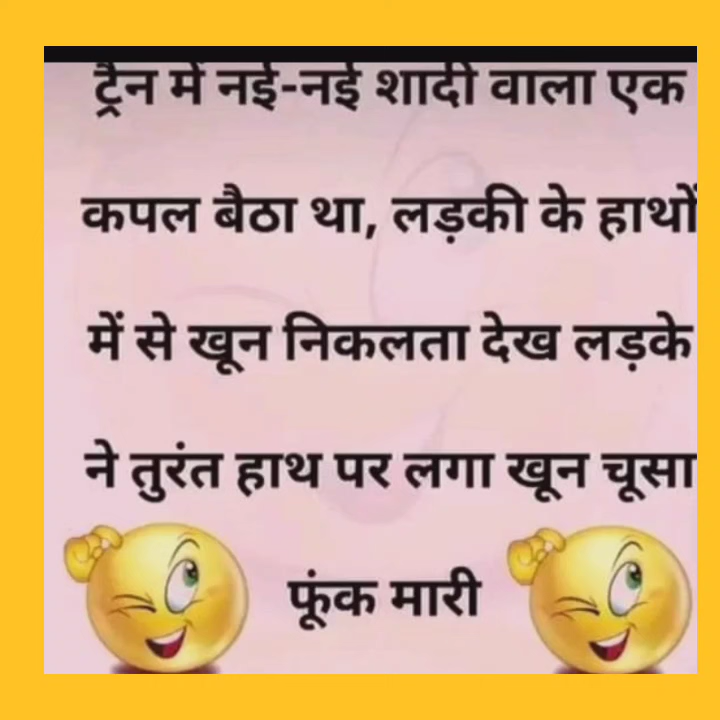 ट्रैन में नई-नई शादी वाला एक
कपल बैठा था, लड़की के हाथों
में से खून निकलता देख लड़के
ने तुरंत हाथ पर लगा खून चूसा
फूंक मारी